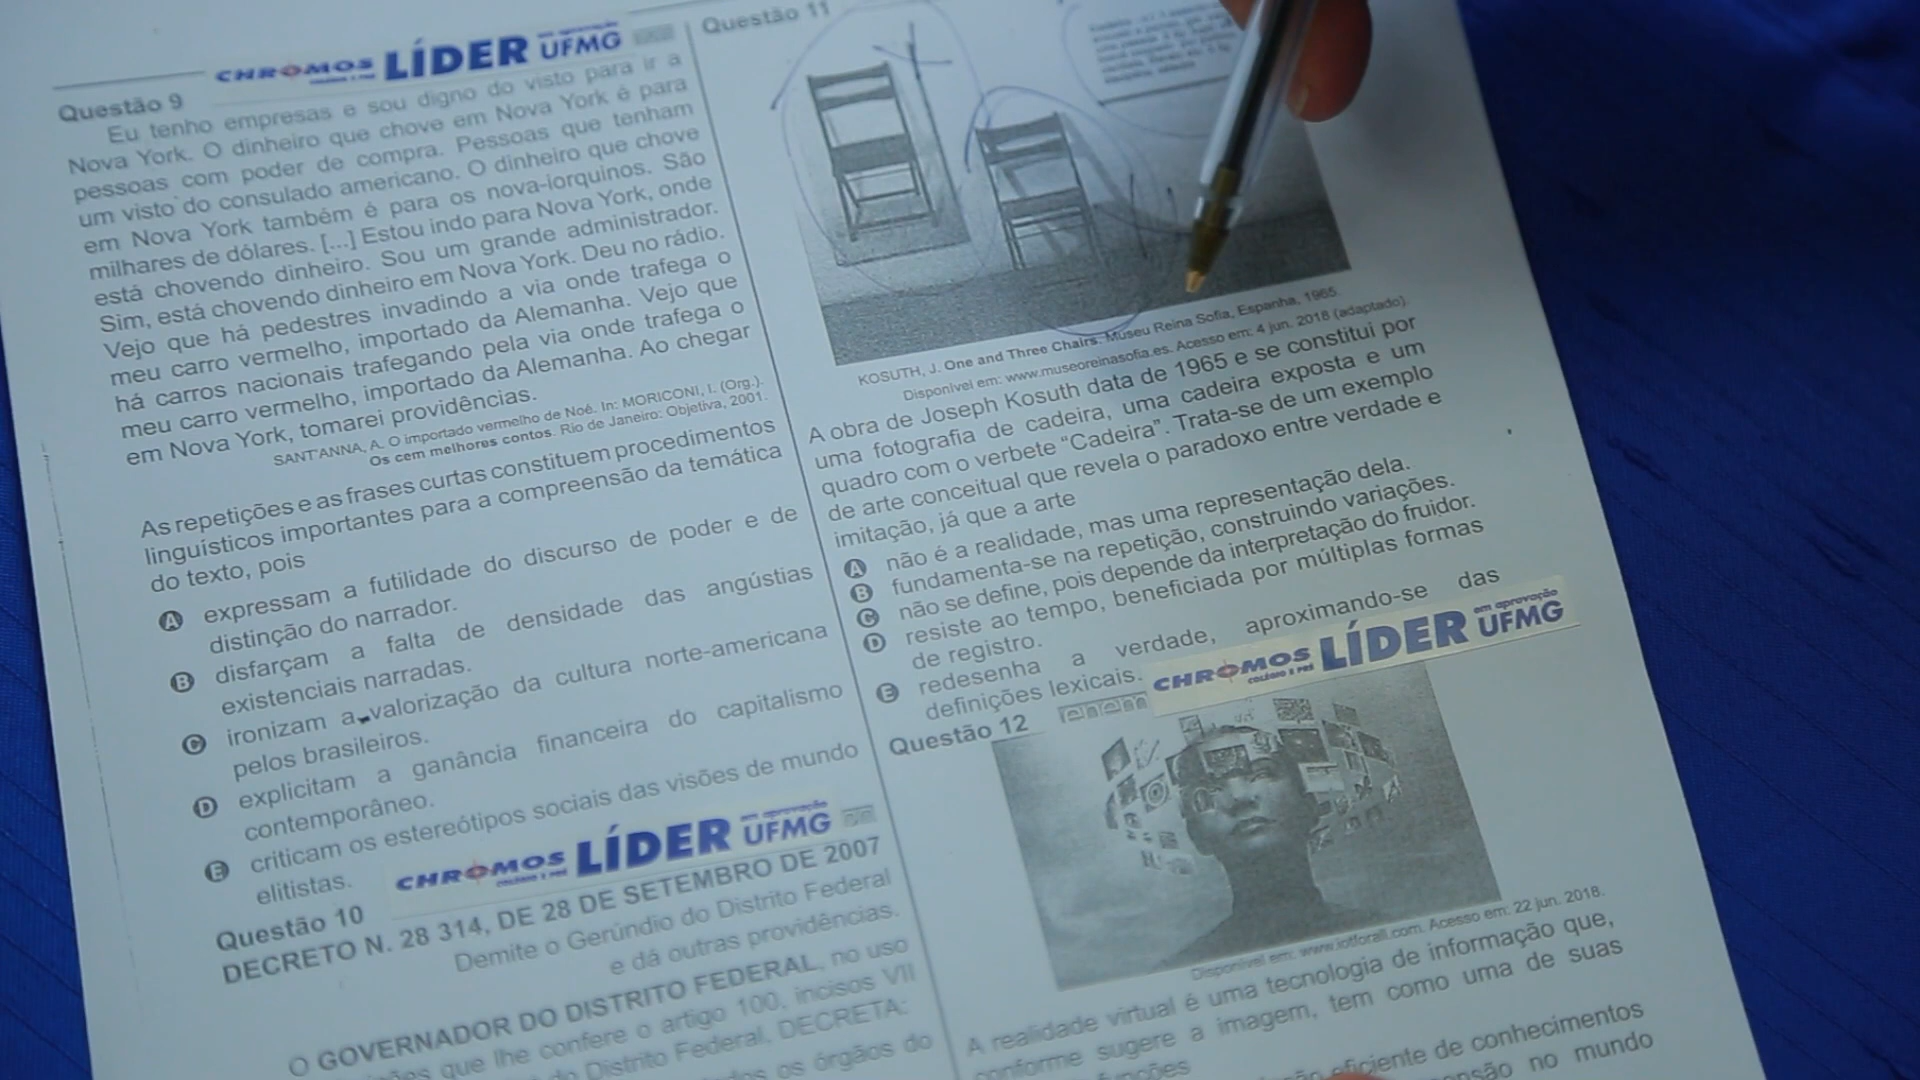 CHROMOS LÍDER em aprovação UFMG
COLÉGIO E PRÉ
Questão 9
Eu tenho empresas e sou digno do visto para ir a
Nova York. O dinheiro que chove em Nova York é para
pessoas com poder de compra. Pessoas que tenham
um visto do consulado americano. O dinheiro que chove
em Nova York também é para os nova-iorquinos. São
milhares de dólares. [...] Estou indo para Nova York, onde
está chovendo dinheiro. Sou um grande administrador.
Sim, está chovendo dinheiro em Nova York. Deu no rádio.
Vejo que há pedestres invadindo a via onde trafega o
meu carro vermelho, importado da Alemanha. Vejo que
há carros nacionais trafegando pela via onde trafega o
meu carro vermelho, importado da Alemanha. Ao chegar
em Nova York, tomarei providências.
SANT'ANNA, A. O importado vermelho de Noé. In: MORICONI, I. (Org.).
Os cem melhores contos. Rio de Janeiro: Objetiva, 2001.
As repetições e as frases curtas constituem procedimentos
linguísticos importantes para a compreensão da temática
do texto, pois
A expressam a futilidade do discurso de poder e de
distinção do narrador.
B disfarçam a falta de densidade das angústias
existenciais narradas.
C ironizam a valorização da cultura norte-americana
pelos brasileiros.
D explicitam a ganância financeira do capitalismo
contemporâneo.
E criticam os estereótipos sociais das visões de mundo
elitistas.
CHROMOS LÍDER em aprovação UFMG
COLÉGIO E PRÉ
Questão 10
DECRETO N. 28 314, DE 28 DE SETEMBRO DE 2007
Demite o Gerúndio do Distrito Federal
e dá outras providências.
O GOVERNADOR DO DISTRITO FEDERAL, no uso
que lhe confere o artigo 100, incisos VII
do Distrito Federal, DECRETA:
os órgãos do
Questão 11
KOSUTH, J. One and Three Chairs. Museu Reina Sofia, Espanha, 1965.
Disponível em: www.museoreinasofia.es. Acesso em: 4 jun. 2018 (adaptado).
A obra de Joseph Kosuth data de 1965 e se constitui por
uma fotografia de cadeira, uma cadeira exposta e um
quadro com o verbete “Cadeira”. Trata-se de um exemplo
de arte conceitual que revela o paradoxo entre verdade e
imitação, já que a arte
A não é a realidade, mas uma representação dela.
B fundamenta-se na repetição, construindo variações.
C não se define, pois depende da interpretação do fruidor.
D resiste ao tempo, beneficiada por múltiplas formas
de registro.
E redesenha a verdade, aproximando-se das
definições lexicais.
CHROMOS LÍDER em aprovação UFMG
COLÉGIO E PRÉ
Questão 12 enem
Disponível em: www.iotforall.com. Acesso em: 22 jun. 2018.
A realidade virtual é uma tecnologia de informação que,
conforme sugere a imagem, tem como uma de suas
funções
eficiente de conhecimentos
no mundo